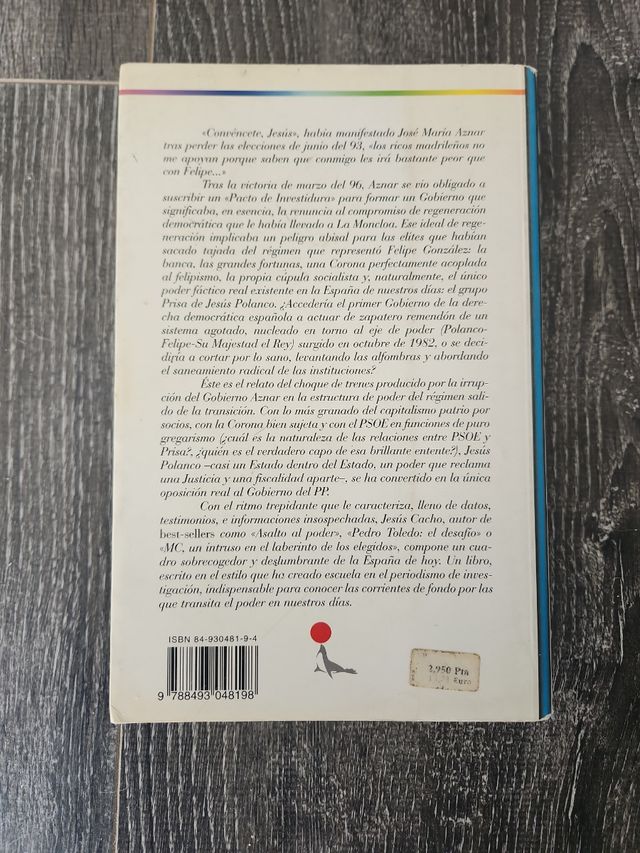 «Convéncete, Jesús», había manifestado José María Aznar
tras perder las elecciones de junio del 93, «los ricos madrileños no
me apoyan porque saben que conmigo les irá bastante peor que
con Felipe...»
Tras la victoria de marzo del 96, Aznar se vio obligado a
suscribir un «Pacto de Investidura» para formar un Gobierno que
significaba, en esencia, la renuncia al compromiso de regeneración
democrática que le había llevado a La Moncloa. Ese ideal de rege-
neración implicaba un peligro abisal para las elites que habían
sacado tajada del régimen que representó Felipe González: la
banca, las grandes fortunas, una Corona perfectamente acoplada
al felipismo, la propia cúpula socialista y, naturalmente, el único
poder fáctico real existente en la España de nuestros días: el grupo
Prisa de Jesús Polanco. ¿Accedería el primer Gobierno de la dere-
cha democrática española a actuar de zapatero remendón de un
sistema agotado, nucleado en torno al eje de poder (Polanco-
Felipe-Su Majestad el Rey) surgido en octubre de 1982, o se deci-
diría a cortar por lo sano, levantando las alfombras y abordando
el saneamiento radical de las instituciones?
Éste es el relato del choque de trenes producido por la irrup-
ción del Gobierno Aznar en la estructura de poder del régimen sali-
do de la transición. Con lo más granado del capitalismo patrio por
socios, con la Corona bien sujeta y con el PSOE en funciones de puro
gregarismo (¿cuál es la naturaleza de las relaciones entre PSOE y
Prisa?, ¿quién es el verdadero capo de esa brillante entente?), Jesús
Polanco –casi un Estado dentro del Estado, un poder que reclama
una Justicia y una fiscalidad aparte–, se ha convertido en la única
oposición real al Gobierno del PP.
Con el ritmo trepidante que le caracteriza, lleno de datos,
testimonios, e informaciones insospechadas, Jesús Cacho, autor de
best-sellers como «Asalto al poder», «Pedro Toledo: el desafío» o
«MC, un intruso en el laberinto de los elegidos», compone un cua-
dro sobrecogedor y deslumbrante de la España de hoy. Un libro,
escrito en el estilo que ha creado escuela en el periodismo de inves-
tigación, indispensable para conocer las corrientes de fondo por las
que transita el poder en nuestros días.
ISBN 84-930481-9-4
9 788493 048198
2,950 Ptn
Euro